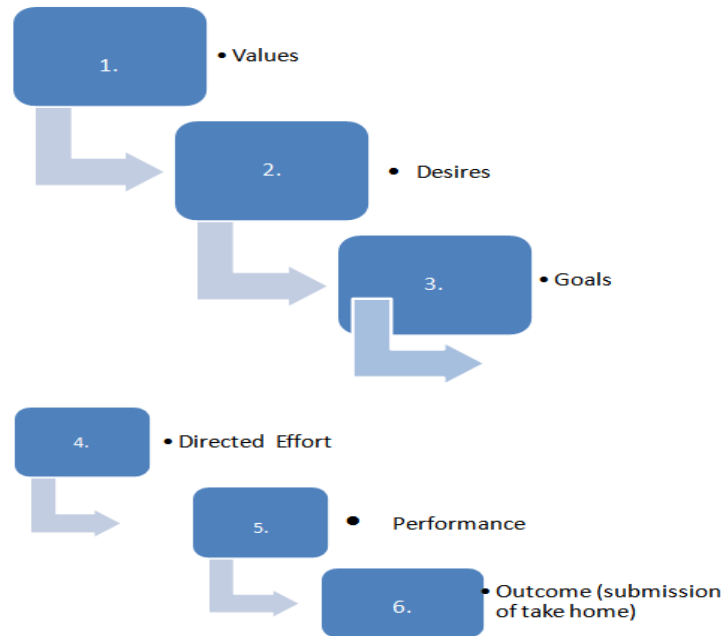 1.
• Values
2.
• Desires
3.
• Goals
4.
• Directed Effort
5.
• Performance
6.
• Outcome (submission
of take home)